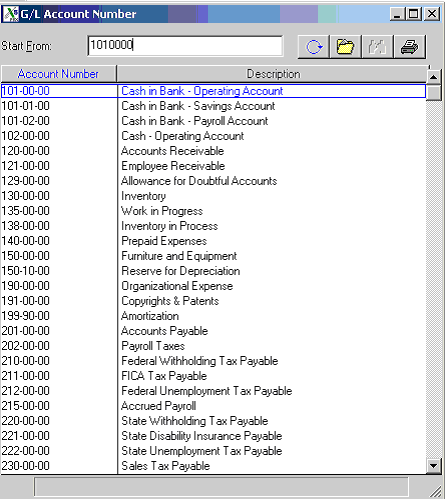 G/L Account Number
Start From: 1010000
Account Number Description
101-00-00 Cash in Bank - Operating Account
101-01-00 Cash in Bank - Savings Account
101-02-00 Cash in Bank - Payroll Account
102-00-00 Cash - Operating Account
120-00-00 Accounts Receivable
121-00-00 Employee Receivable
129-00-00 Allowance for Doubtful Accounts
130-00-00 Inventory
135-00-00 Work in Progress
138-00-00 Inventory in Process
140-00-00 Prepaid Expenses
150-00-00 Furniture and Equipment
150-10-00 Reserve for Depreciation
190-00-00 Organizational Expense
191-00-00 Copyrights & Patents
199-90-00 Amortization
201-00-00 Accounts Payable
202-00-00 Payroll Taxes
210-00-00 Federal Withholding Tax Payable
211-00-00 FICA Tax Payable
212-00-00 Federal Unemployment Tax Payable
215-00-00 Accrued Payroll
220-00-00 State Withholding Tax Payable
221-00-00 State Disability Insurance Payable
222-00-00 State Unemployment Tax Payable
230-00-00 Sales Tax Payable